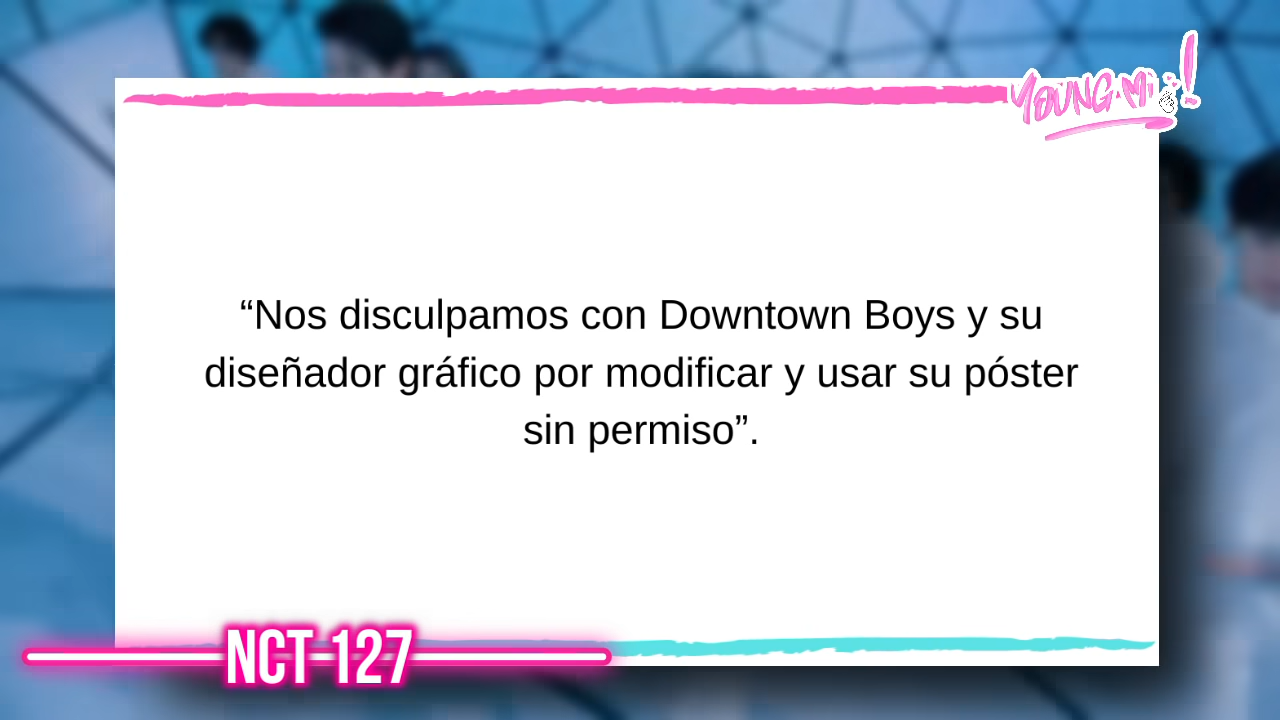 YOUNG MI !
“Nos disculpamos con Downtown Boys y su
diseñador gráfico por modificar y usar su póster
sin permiso”.
NCT 127